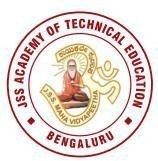 JSS ACADEMY OF TECHNICAL EDUCATION
J.S.S. MAHA VIDYAPEETHA
BENGALURU